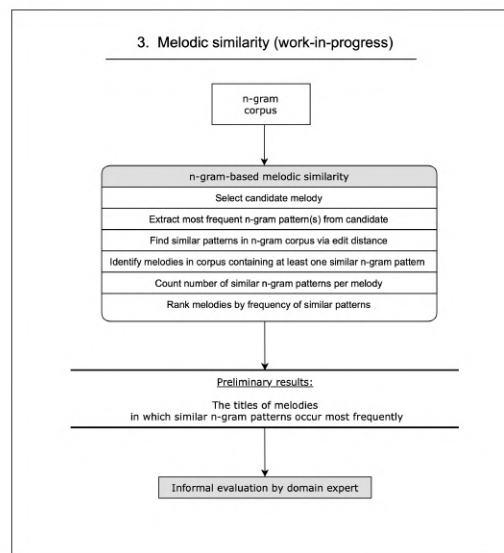 3. Melodic similarity (work-in-progress)
n-gram
corpus
n-gram-based melodic similarity
Select candidate melody
Extract most frequent n-gram pattern(s) from candidate
Find similar patterns in n-gram corpus via edit distance
Identify melodies in corpus containing at least one similar n-gram pattern
Count number of similar n-gram patterns per melody
Rank melodies by frequency of similar patterns
Preliminary results:
The titles of melodies
in which similar n-gram patterns occur most frequently
Informal evaluation by domain expert